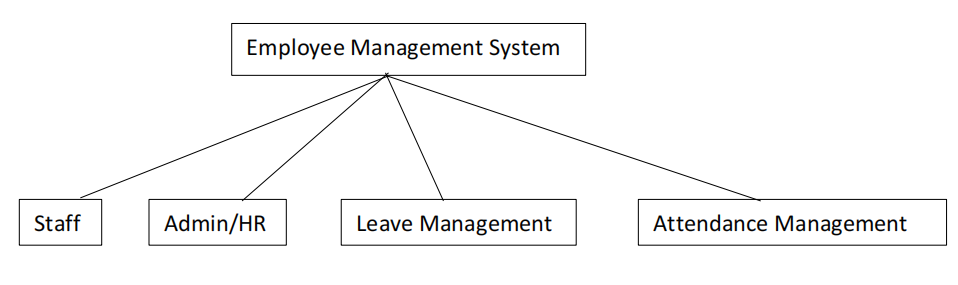 Employee Management System
Staff
Admin/HR
Leave Management
Attendance Management